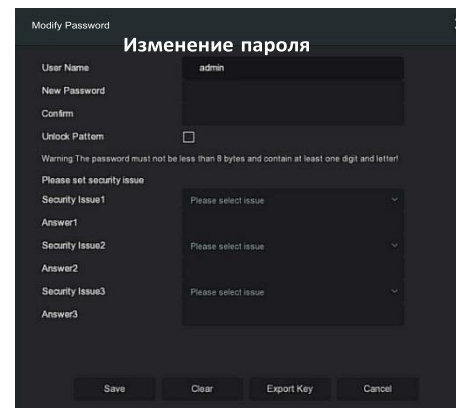 Modify Password
Изменение пароля
User Name admin
New Password
Confirm
Unlock Pattern
Warning:The password must not be less than 8 bytes and contain at least one digit and letter!
Please set security issue
Security Issue1 Please select issue
Answer1
Security Issue2 Please select issue
Answer2
Security Issue3 Please select issue
Answer3
Save Clear Export Key Cancel